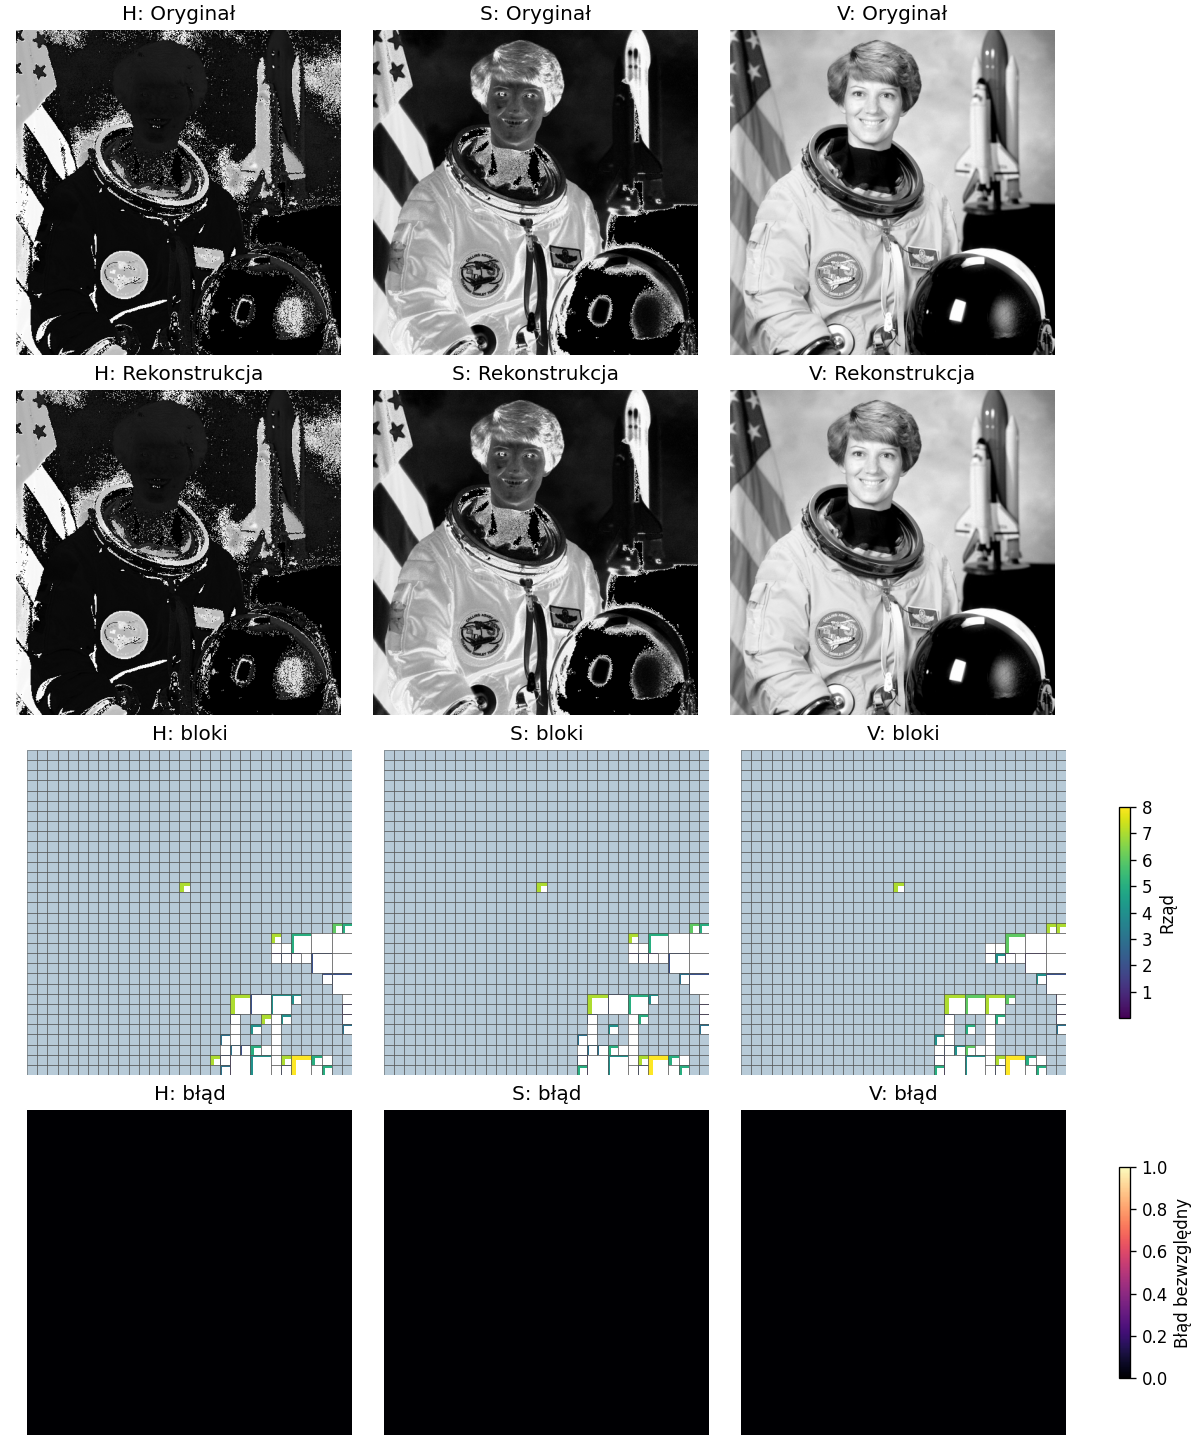 H: Oryginał
S: Oryginał
V: Oryginał
H: Rekonstrukcja
S: Rekonstrukcja
V: Rekonstrukcja
H: bloki
S: bloki
V: bloki
8
7
6
5
4
3
2
1
Rząd
H: błąd
S: błąd
V: błąd
1.0
0.8
0.6
0.4
0.2
0.0
Błąd bezwzględny